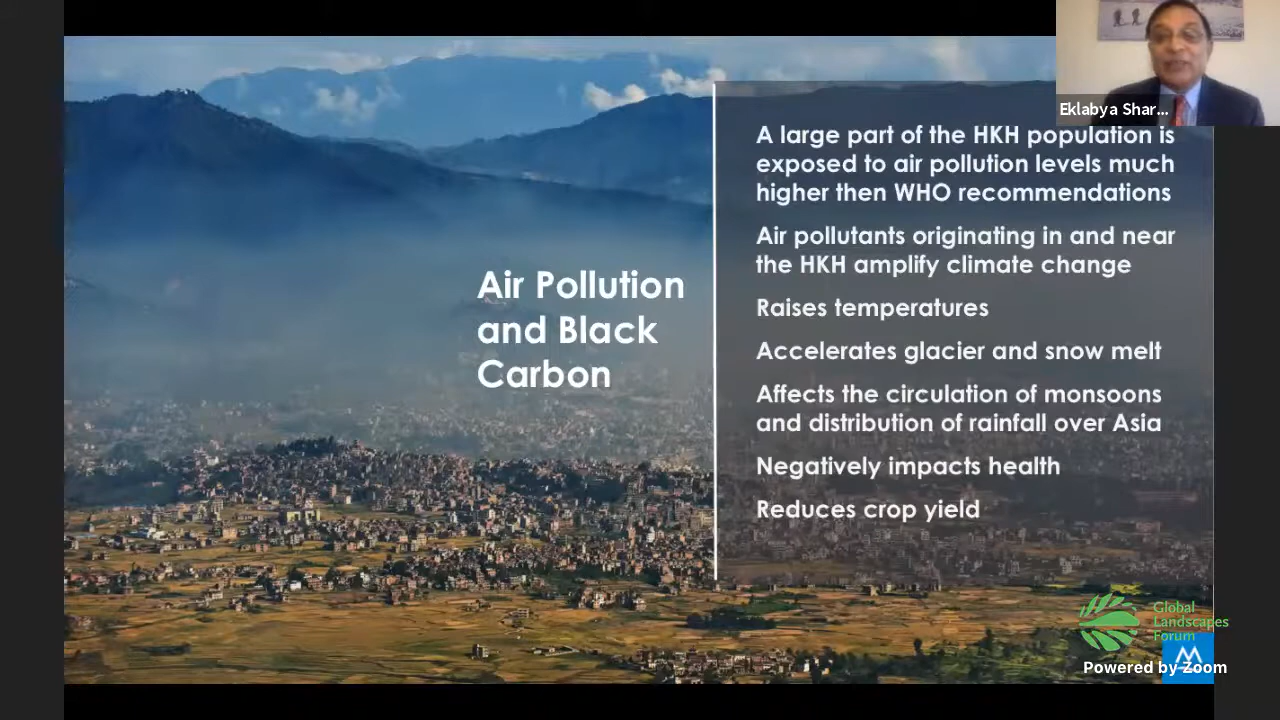 Eklabya Shar...
Air Pollution
and Black
Carbon
A large part of the HKH population is
exposed to air pollution levels much
higher then WHO recommendations
Air pollutants originating in and near
the HKH amplify climate change
Raises temperatures
Accelerates glacier and snow melt
Affects the circulation of monsoons
and distribution of rainfall over Asia
Negatively impacts health
Reduces crop yield
Global
Landscapes
Forum
Powered by Zoom